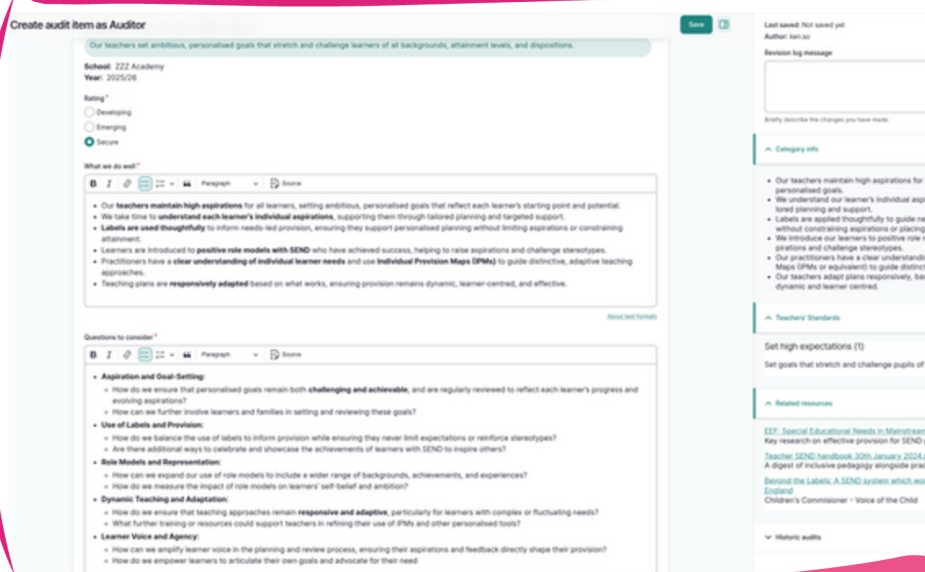 Create audit item as Auditor
Save
Our teachers set ambitious, personalised goals that stretch and challenge learners of all backgrounds, attainment levels, and dispositions.
School: ZZZ Academy
Year: 2025/26
Rating*
Developing
Emerging
Secure
What we do well*
B I Paragraph Source
Our teachers maintain high aspirations for all learners, setting ambitious, personalised goals that reflect each learner's starting point and potential.
We take time to understand each learner's individual aspirations, supporting them through tailored planning and targeted support.
Labels are used thoughtfully to inform needs-led provision, ensuring they support personalised planning without limiting aspirations or constraining
attainment.
Learners are introduced to positive role models with SEND who have achieved success, helping to raise aspirations and challenge stereotypes.
Practitioners have a clear understanding of individual learner needs and use Individual Provision Maps (IPMs) to guide distinctive, adaptive teaching
approaches.
Teaching plans are responsively adapted based on what works, ensuring provision remains dynamic, learner-centred, and effective.
About text formats
Questions to consider*
B I Paragraph Source
Aspiration and Goal-Setting:
How do we ensure that personalised goals remain both challenging and achievable, and are regularly reviewed to reflect each learner's progress and
evolving aspirations?
How can we further involve learners and families in setting and reviewing these goals?
Use of Labels and Provision:
How do we balance the use of labels to inform provision while ensuring they never limit expectations or reinforce stereotypes?
Are there additional ways to celebrate and showcase the achievements of learners with SEND to inspire others?
Role Models and Representation:
How can we expand our use of role models to include a wider range of backgrounds, achievements, and experiences?
How do we measure the impact of role models on learners' self-belief and ambition?
Dynamic Teaching and Adaptation:
How do we ensure that teaching approaches remain responsive and adaptive, particularly for learners with complex or fluctuating needs?
What further training or resources could support teachers in refining their use of IPMs and other personalised tools?
Learner Voice and Agency:
How can we amplify learner voice in the planning and review process, ensuring their aspirations and feedback directly shape their provision?
How do we empower learners to articulate their own goals and advocate for their need
Last saved: Not saved yet
Author: ken.so
Revision log message
Briefly describe the changes you have made.
Category info
Our teachers maintain high aspirations for
personalised goals.
We understand our learner's individual
lored planning and support.
Labels are applied thoughtfully to guide
without constraining aspirations or placing
We introduce our learners to positive role
pirations and challenge stereotypes.
Our practitioners have a clear
Maps (IPMs or equivalent) to guide
Our teachers adapt plans responsively,
dynamic and learner centred.
Teachers' Standards
Set high expectations (1)
Set goals that stretch and challenge pupils of
Related resources
EEF: Special Educational Needs in Mainstream
Key research on effective provision for SEND
Teacher SEND handbook 30th January 2024
A digest of inclusive pedagogy alongside
Beyond the Labels: A SEND system which
England
Children's Commisioner - Voice of the Child
Historic audits